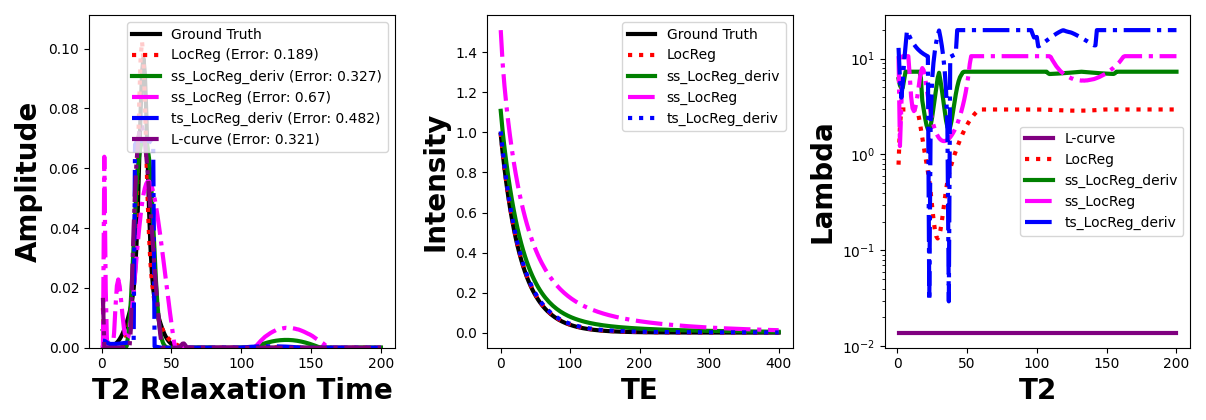 Amplitude
0.10
0.08
0.06
0.04
0.02
0.00
Ground Truth
LocReg (Error: 0.189)
ss_LocReg_deriv (Error: 0.327)
ss_LocReg (Error: 0.67)
ts_LocReg_deriv (Error: 0.482)
L-curve (Error: 0.321)
0 50 100 150 200
T2 Relaxation Time
Intensity
1.4
1.2
1.0
0.8
0.6
0.4
0.2
0.0
Ground Truth
LocReg
ss_LocReg_deriv
ss_LocReg
ts_LocReg_deriv
0 100 200 300 400
TE
Lambda
10¹
10⁰
10⁻¹
10⁻²
L-curve
LocReg
ss_LocReg_deriv
ss_LocReg
ts_LocReg_deriv
0 50 100 150 200
T2